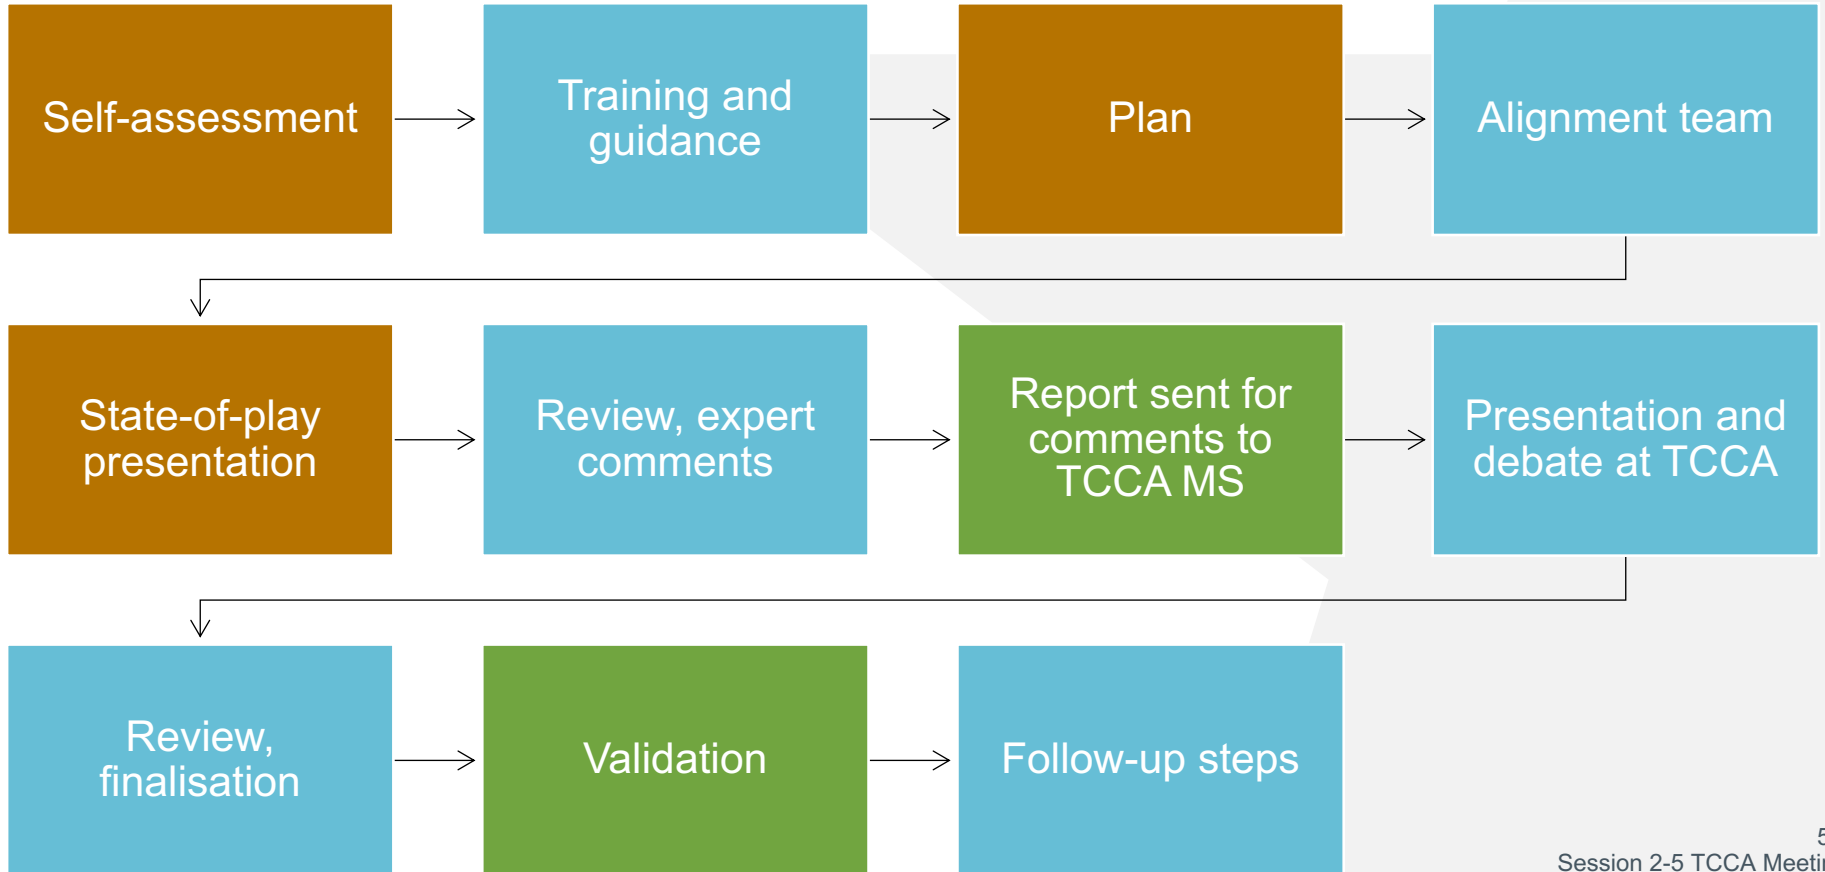 Self-assessment
Training and
guidance
Plan
Alignment team
State-of-play
presentation
Review, expert
comments
Report sent for
comments to
TCCA MS
Presentation and
debate at TCCA
Review,
finalisation
Validation
Follow-up steps
5
Session 2-5 TCCA